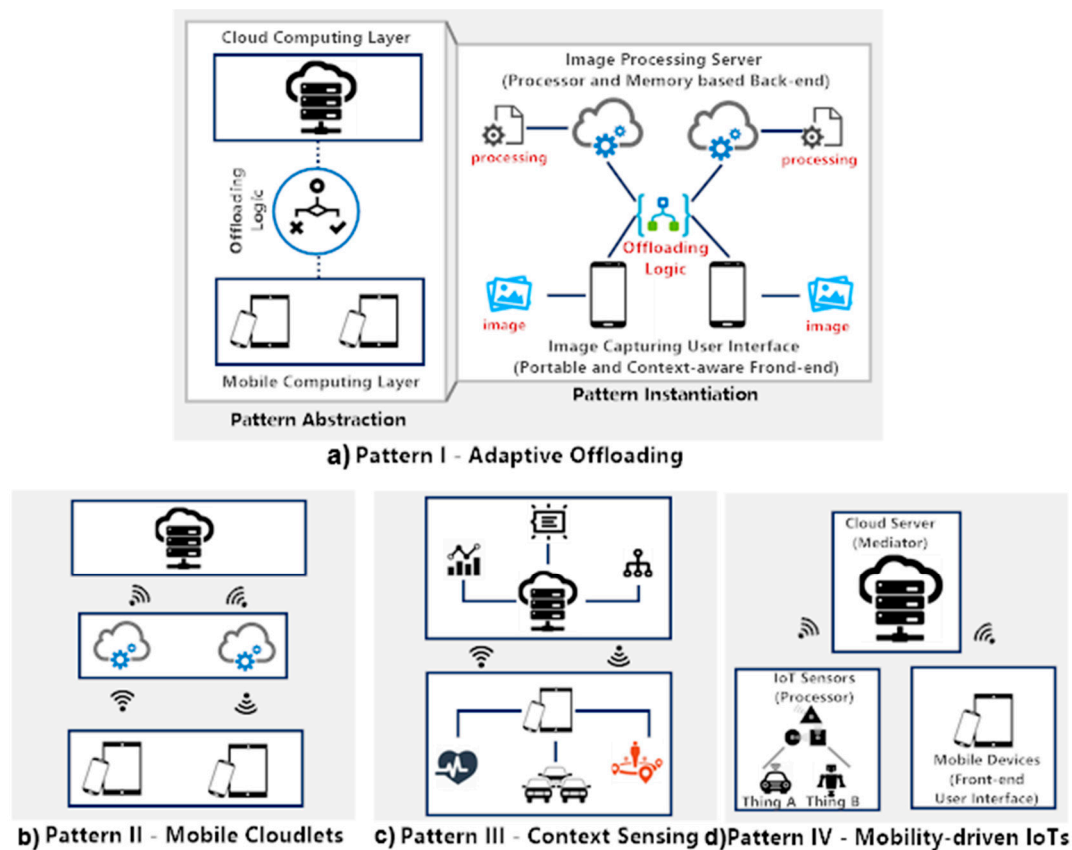 Cloud Computing Layer
Offloading
Logic
Mobile Computing Layer
Pattern Abstraction
Image Processing Server
(Processor and Memory based Back-end)
processing
processing
Offloading
Logic
image
image
Image Capturing User Interface
(Portable and Context-aware Frond-end)
Pattern Instantiation
a) Pattern I - Adaptive Offloading
b) Pattern II - Mobile Cloudlets
c) Pattern III - Context Sensing
Cloud Server
(Mediator)
IoT Sensors
(Processor)
Thing A Thing B
Mobile Devices
(Front-end
User Interface)
d)Pattern IV - Mobility-driven IoTs